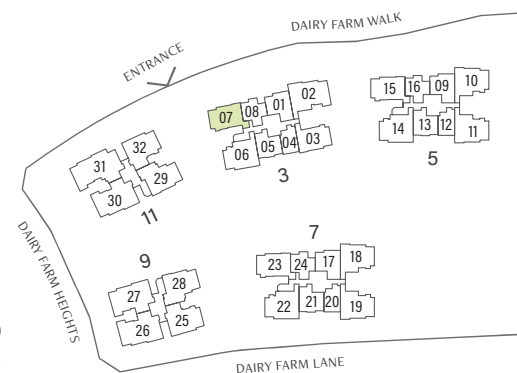 DAIRY FARM WALK
ENTRANCE
07 08 01 02
06 05 04 03
3
15 16 09 10
14 13 12 11
5
31 32
30 29
11
7
23 24 17 18
22 21 20 19
9
27 28
26 25
DAIRY FARM HEIGHTS
DAIRY FARM LANE